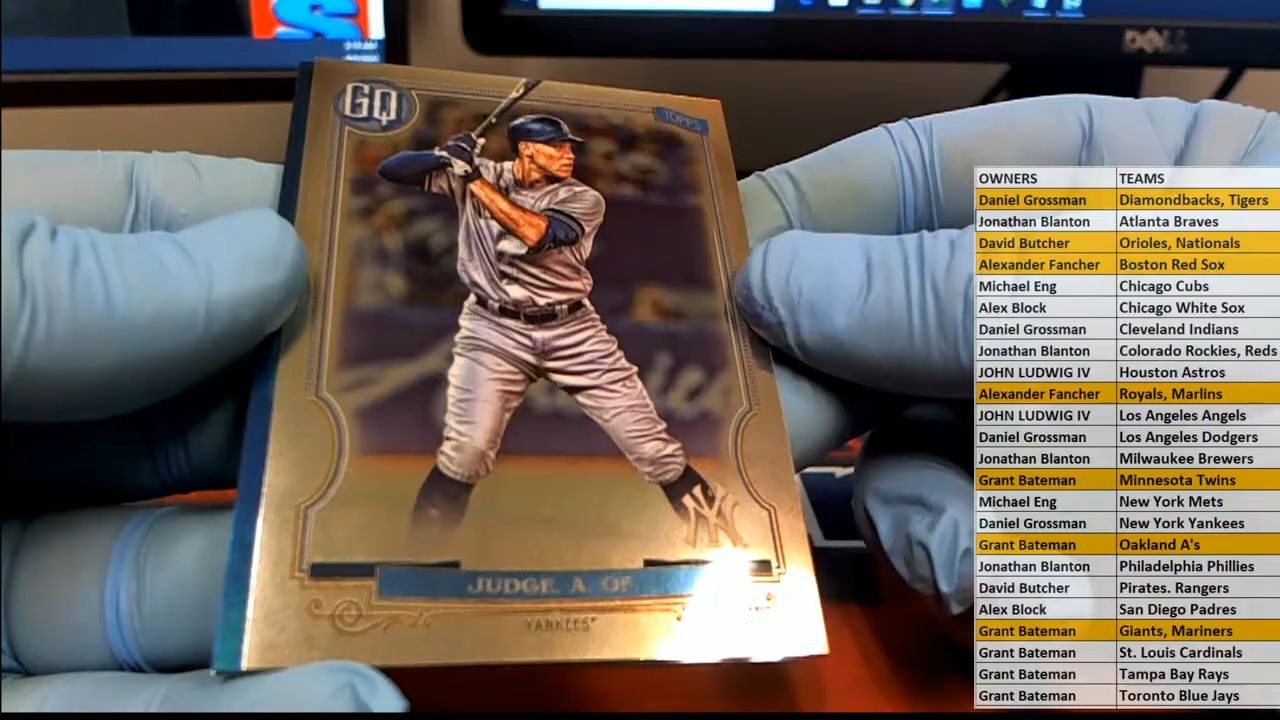 S
DELL
GQ
TOPPS
JUDGE, A. OF
YANKEES
NY
OWNERS TEAMS
Daniel Grossman Diamondbacks, Tigers
Jonathan Blanton Atlanta Braves
David Butcher Orioles, Nationals
Alexander Fancher Boston Red Sox
Michael Eng Chicago Cubs
Alex Block Chicago White Sox
Daniel Grossman Cleveland Indians
Jonathan Blanton Colorado Rockies, Reds
JOHN LUDWIG IV Houston Astros
Alexander Fancher Royals, Marlins
JOHN LUDWIG IV Los Angeles Angels
Daniel Grossman Los Angeles Dodgers
Jonathan Blanton Milwaukee Brewers
Grant Bateman Minnesota Twins
Michael Eng New York Mets
Daniel Grossman New York Yankees
Grant Bateman Oakland A's
Jonathan Blanton Philadelphia Phillies
David Butcher Pirates. Rangers
Alex Block San Diego Padres
Grant Bateman Giants, Mariners
Grant Bateman St. Louis Cardinals
Grant Bateman Tampa Bay Rays
Grant Bateman Toronto Blue Jays